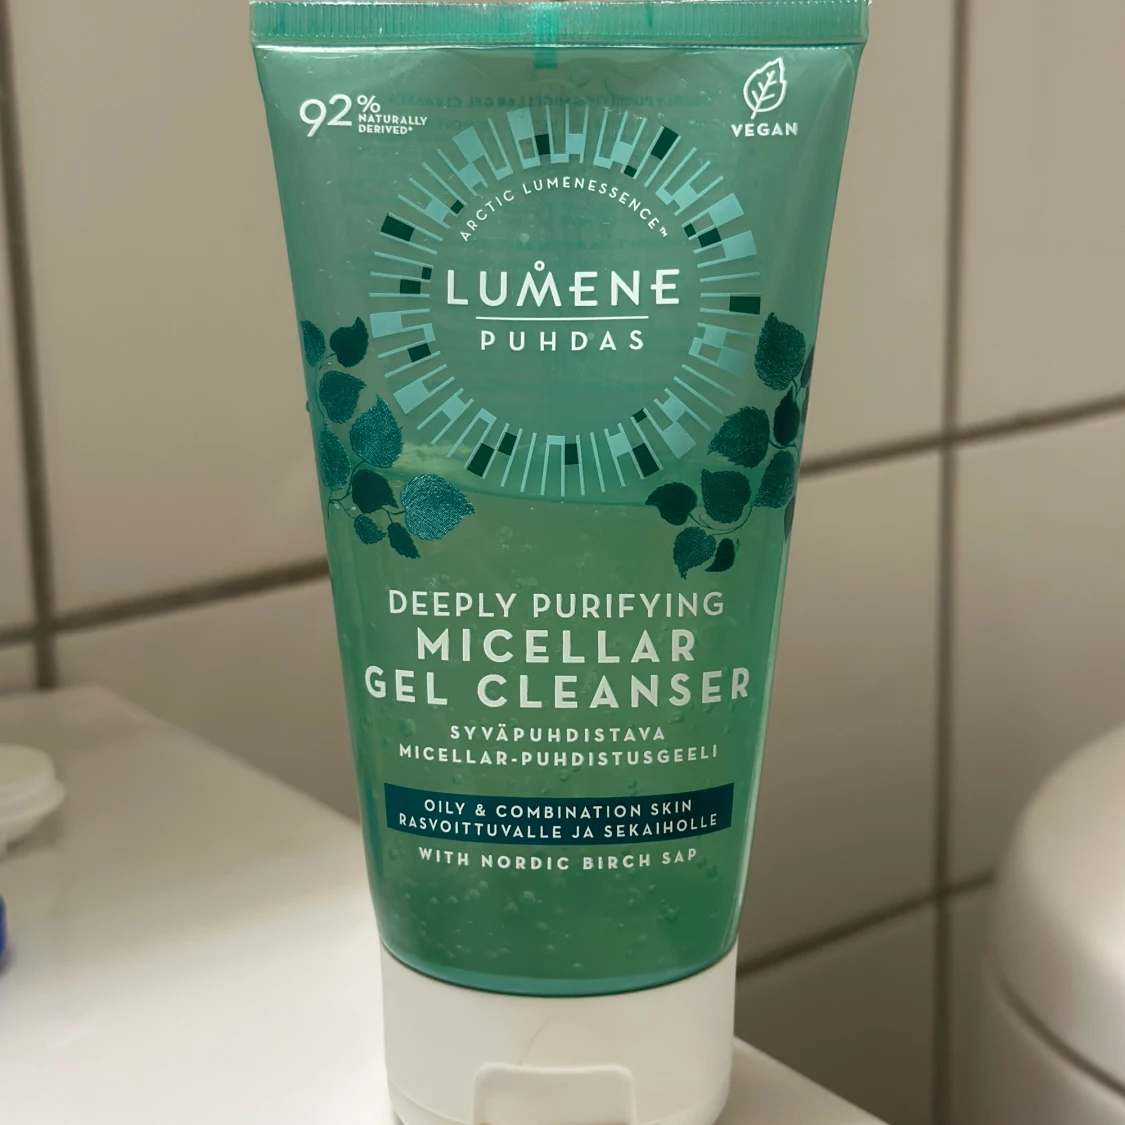 92%
NATURALLY
DERIVED*
VEGAN
ARCTIC LUMENESSENCE™
LUMENE
PUHDAS
DEEPLY PURIFYING
MICELLAR
GEL CLEANSER
SYVÄPUHDISTAVA
MICELLAR-PUHDISTUSGEELI
OILY & COMBINATION SKIN
RASVOITTUVALLE JA SEKAIHOLLE
WITH NORDIC BIRCH SAP